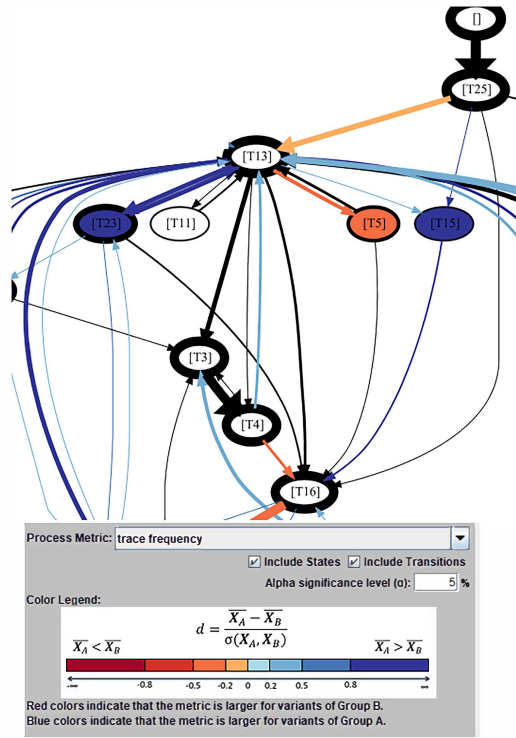 []
[T25]
[T13]
[T23]
[T11]
[T5]
[T15]
[T3]
[T4]
[T16]
Process Metric: trace frequency
Include States Include Transitions
Alpha significance level (α): 5 %
Color Legend:
d = X̅A̅ − X̅B̅ / σ(XA, XB)
X̅A̅ < X̅B̅ X̅A̅ > X̅B̅
-∞ -0.8 -0.5 -0.2 0 0.2 0.5 0.8 ∞
Red colors indicate that the metric is larger for variants of Group B.
Blue colors indicate that the metric is larger for variants of Group A.